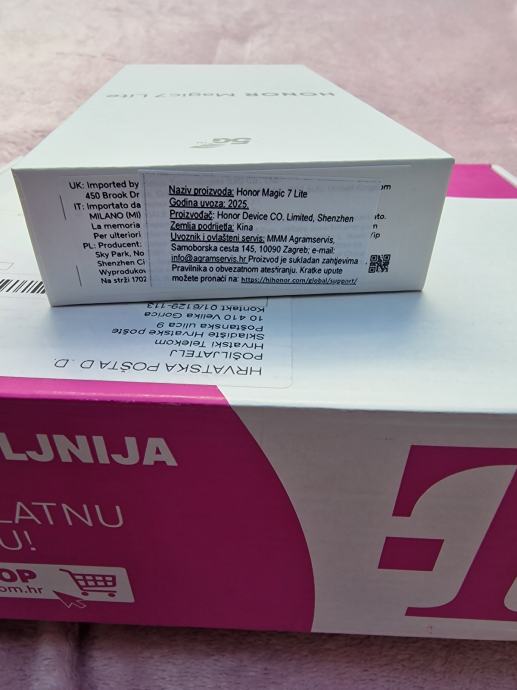 HONOR Magic7 Lite
5G
UK: Imported by
450 Brook Dr
IT: Importato da
MILANO (MI)
La memoria
Per ulteriori
PL: Producent:
Sky Park, No
Shenzhen
Wyprodukow
Na strži 1702
Naziv proizvoda: Honor Magic 7 Lite
Godina uvoza: 2025.
Proizvođač: Honor Device CO. Limited, Shenzhen
Zemlja podrijetla: Kina
Uvoznik i ovlašteni servis: MMM Agramservis,
Samoborska cesta 145, 10090 Zagreb; e-mail:
info@agramservis.hr Proizvod je sukladan zahtjevima
Pravilnika o obveznatom atestiranju. Kratke upute
možete pronaći na: https://hihonor.com/global/support/
HRVATSKA POŠTA D.D.
POŠILJATELJ
Hrvatski Telekom
Skladište Hrvatske pošte
Poštanska ulica 9
10 410 Velika Gorica
Kontakt 01/6129-113
LJNIJA
LATNU
U!
OP
om.hr
T